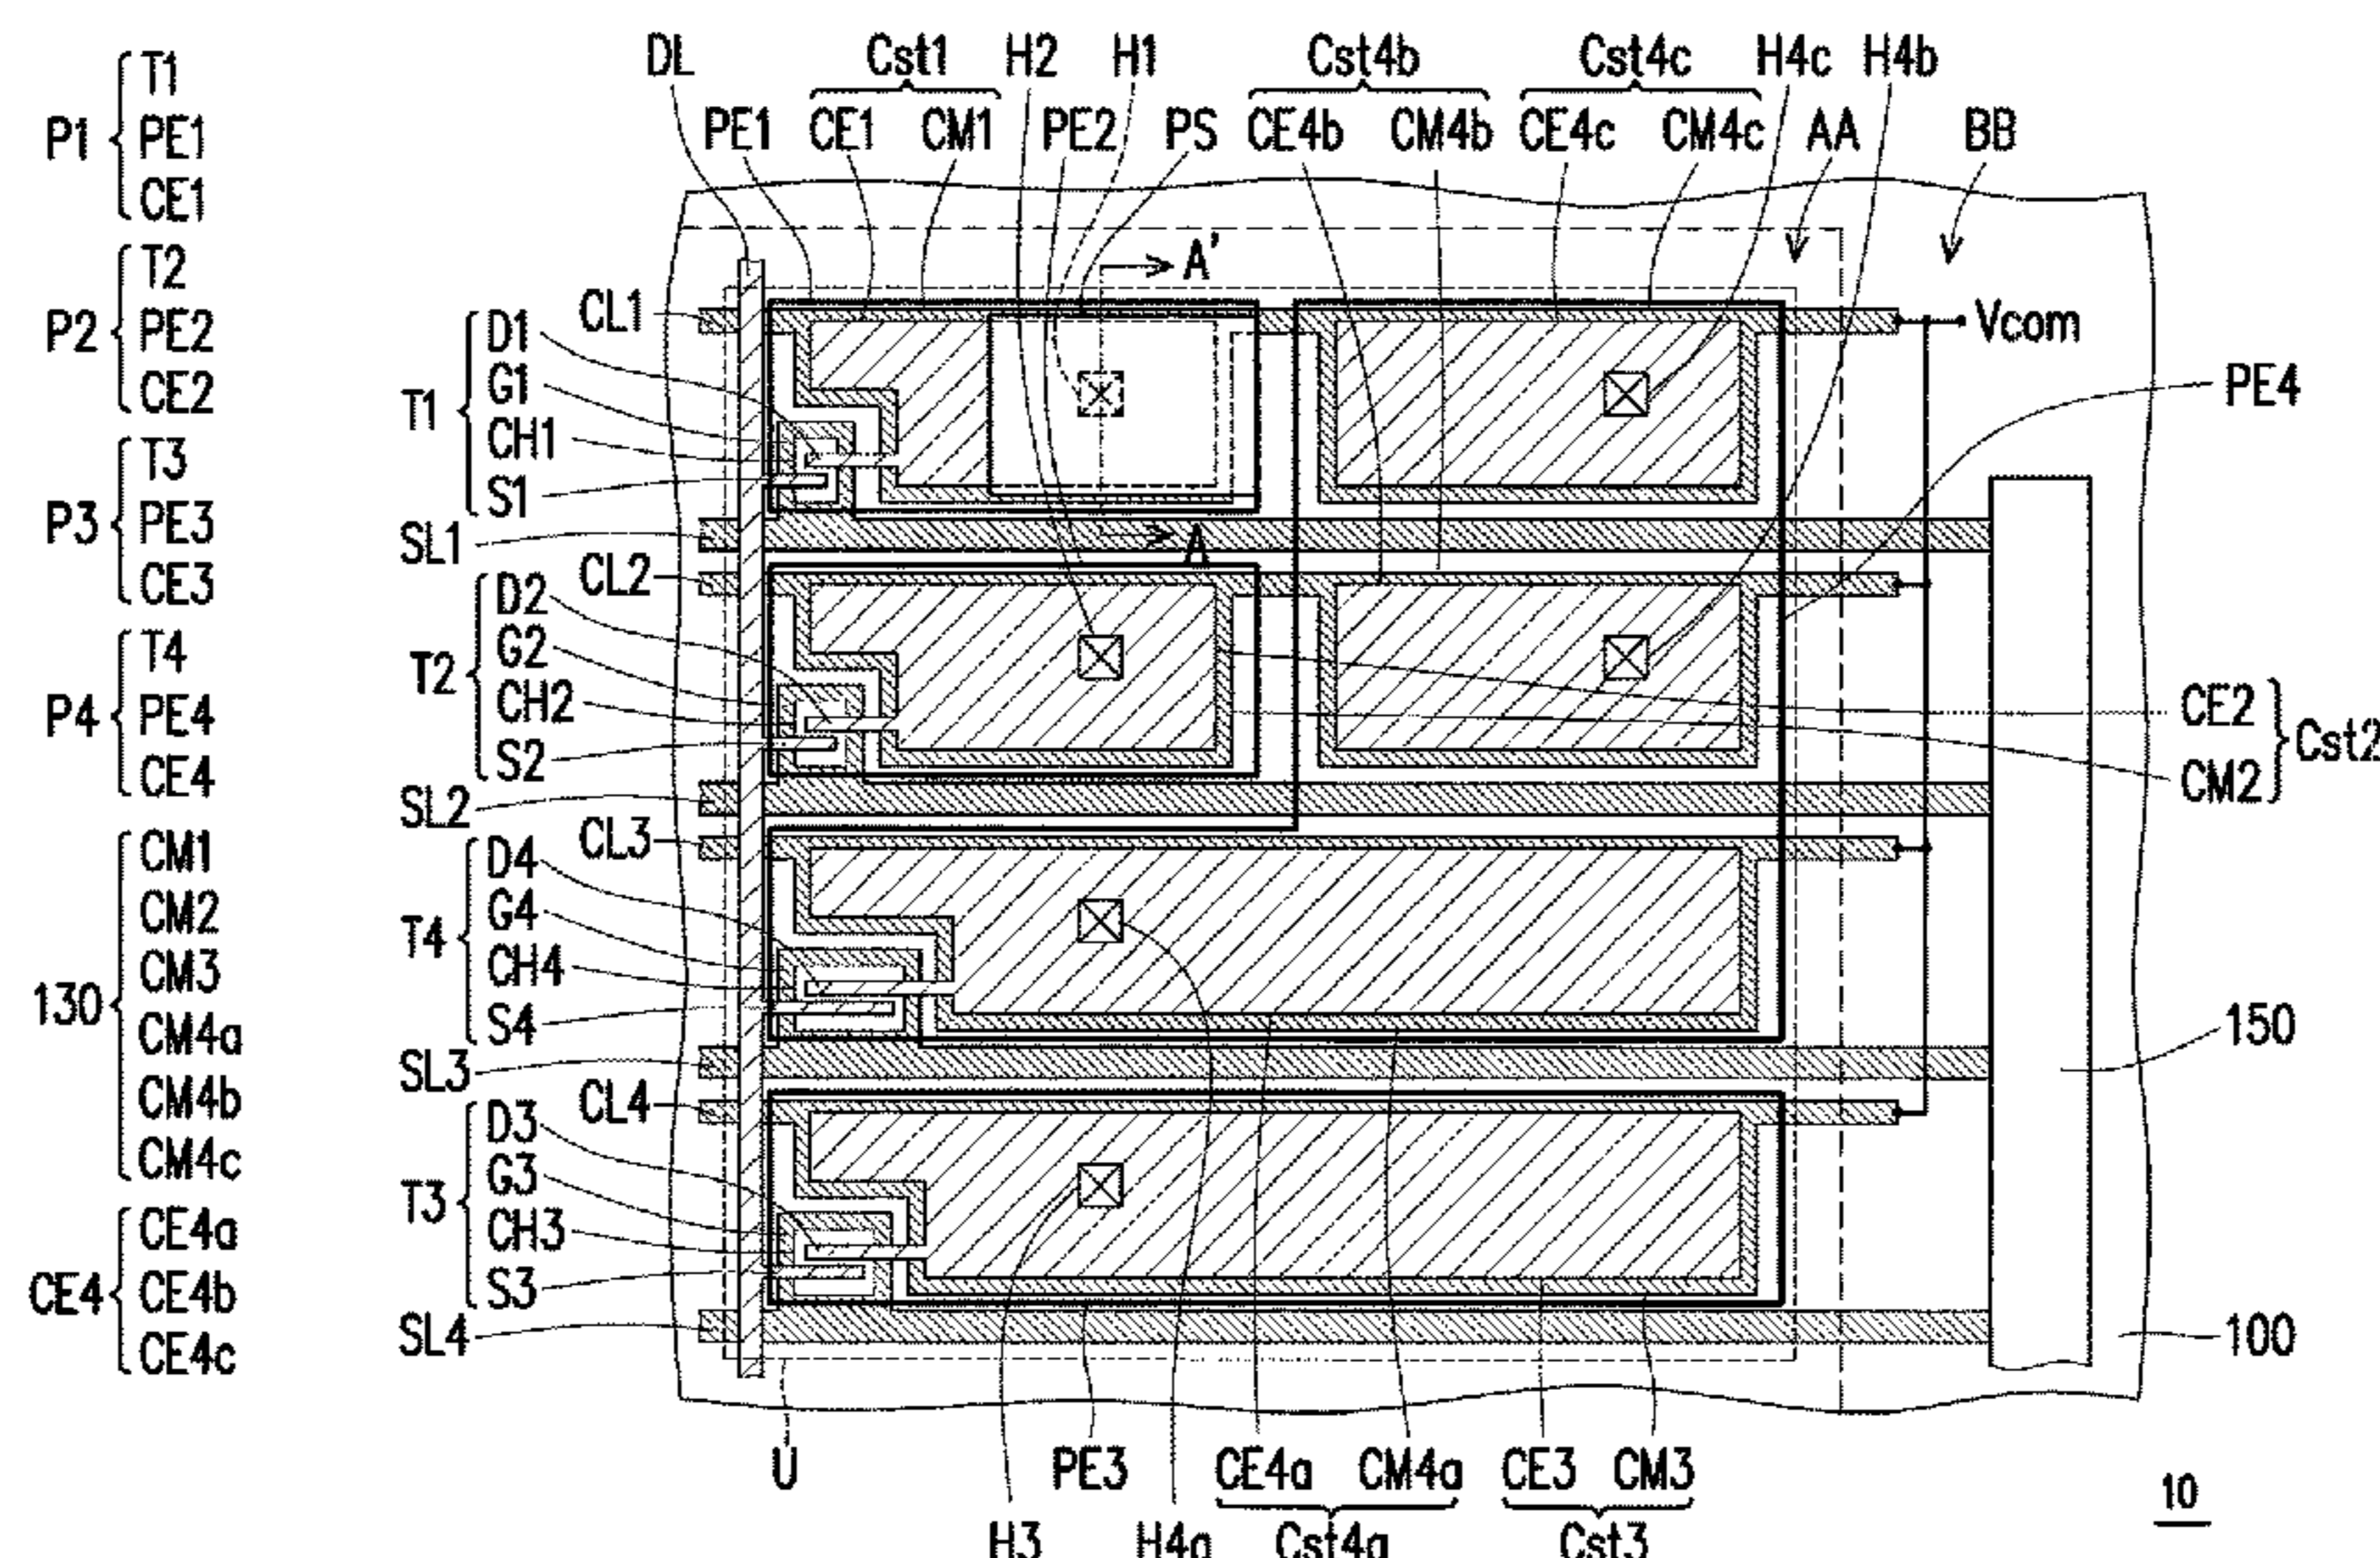 DL Cst1 H2 H1 Cst4b Cst4c H4c H4b
PE1 CE1 CM1 PE2 PS CE4b CM4b CE4c CM4c AA BB
P1 T1
PE1
CE1
P2 T2
PE2
CE2
P3 T3
PE3
CE3
P4 T4
PE4
CE4
130 CM1
CM2
CM3
CM4a
CM4b
CM4c
CE4 CE4a
CE4b
CE4c
CL1
T1 D1
G1
CH1
S1
SL1
CL2
T2 D2
G2
CH2
S2
SL2
CL3
T4 D4
G4
CH4
S4
SL3
CL4
T3 D3
G3
CH3
S3
SL4
A'
A
Vcom
PE4
CE2
CM2
Cst2
150
100
U PE3 CE4a CM4a CE3 CM3
H3 H4a Cst4a Cst3
10